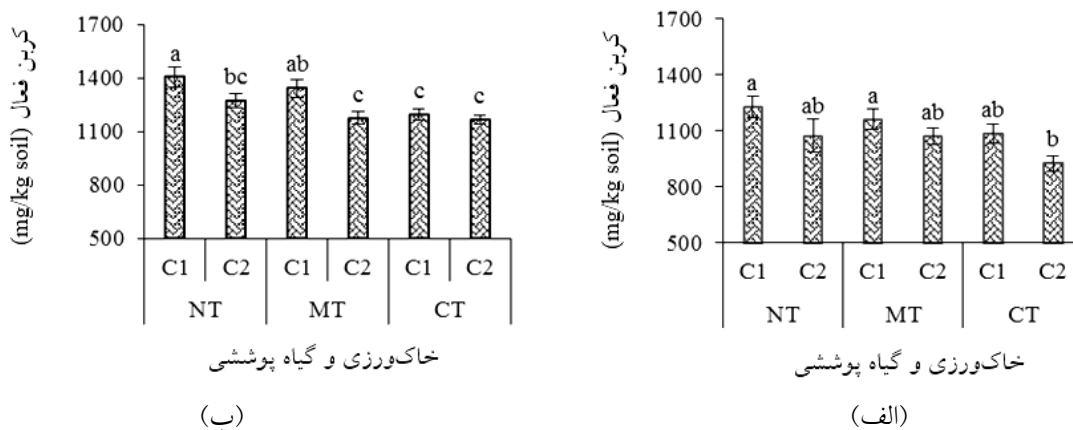 1700
1400
1100
800
500
کربن فعال
(mg/kg soil)
a
ab
a
ab
ab
b
C1
C2
C1
C2
C1
C2
NT
MT
CT
خاک‌ورزی و گیاه پوششی
(الف)
1700
1400
1100
800
500
کربن فعال
(mg/kg soil)
a
bc
ab
c
c
c
C1
C2
C1
C2
C1
C2
NT
MT
CT
خاک‌ورزی و گیاه پوششی
(ب)